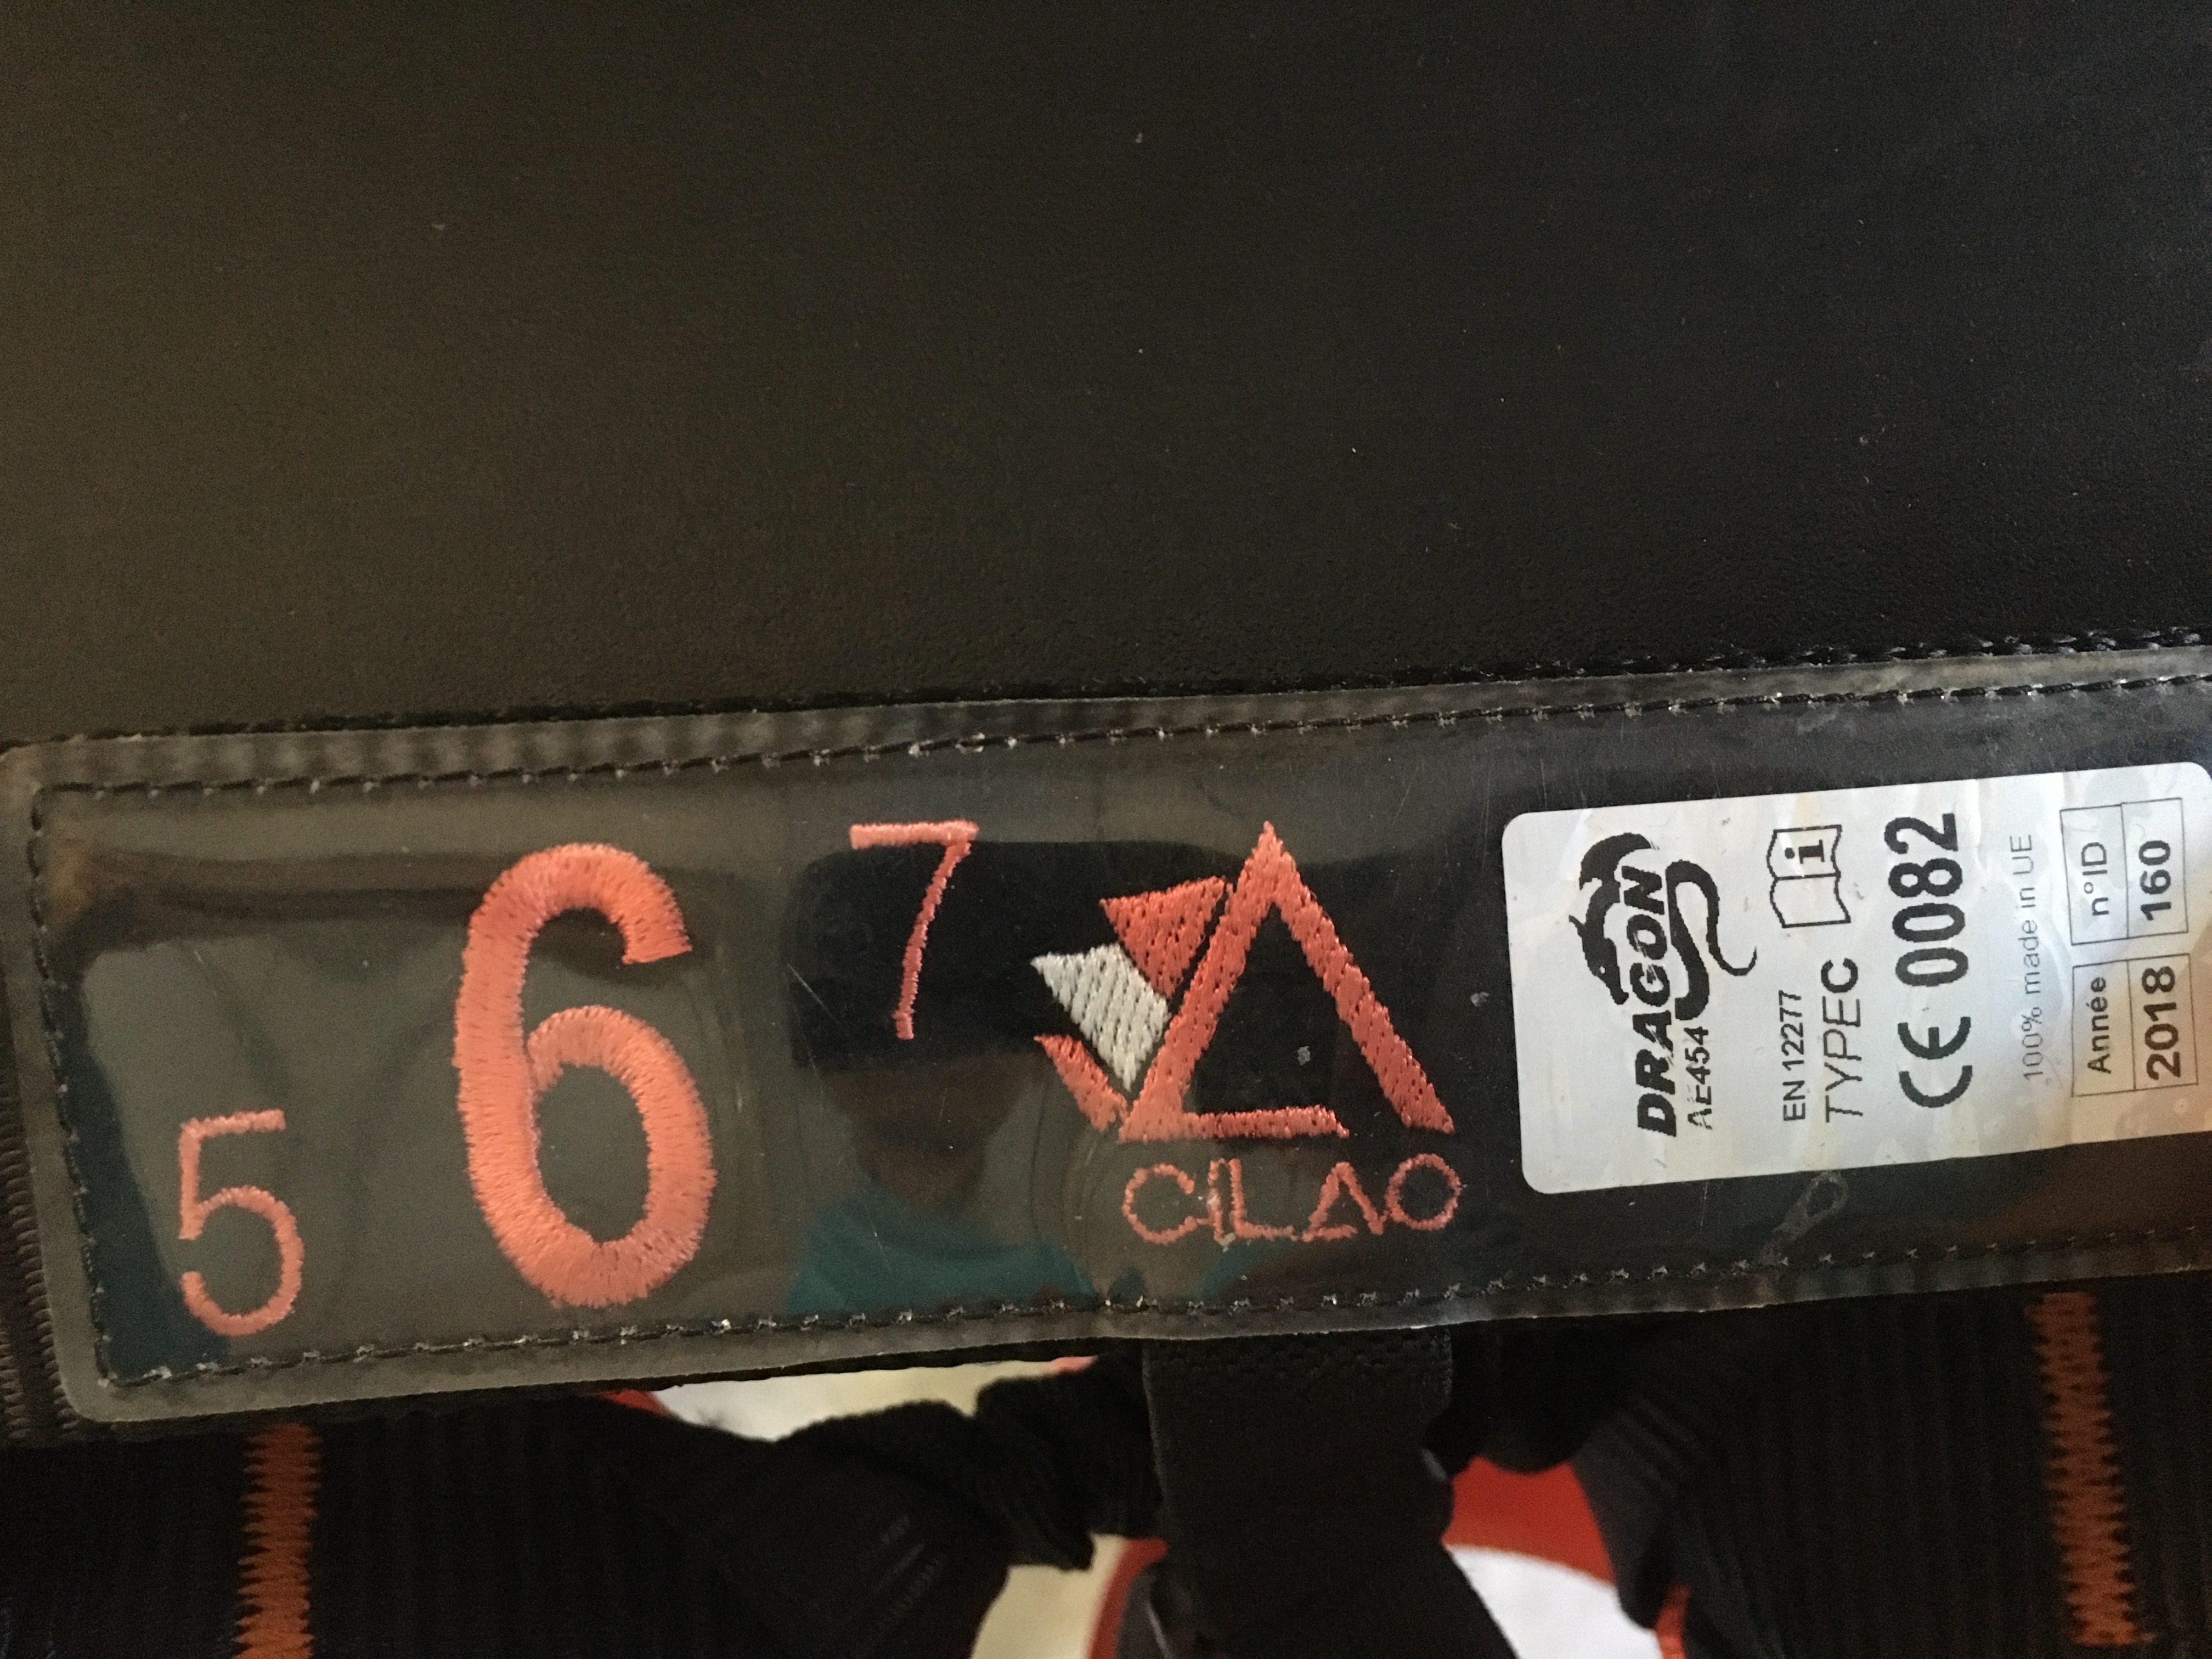 5 6 7
CILAO
DRAGON
AE454
EN 12277
TYPE C
CE 0082
100% made in UE
Année n°ID
2018 160